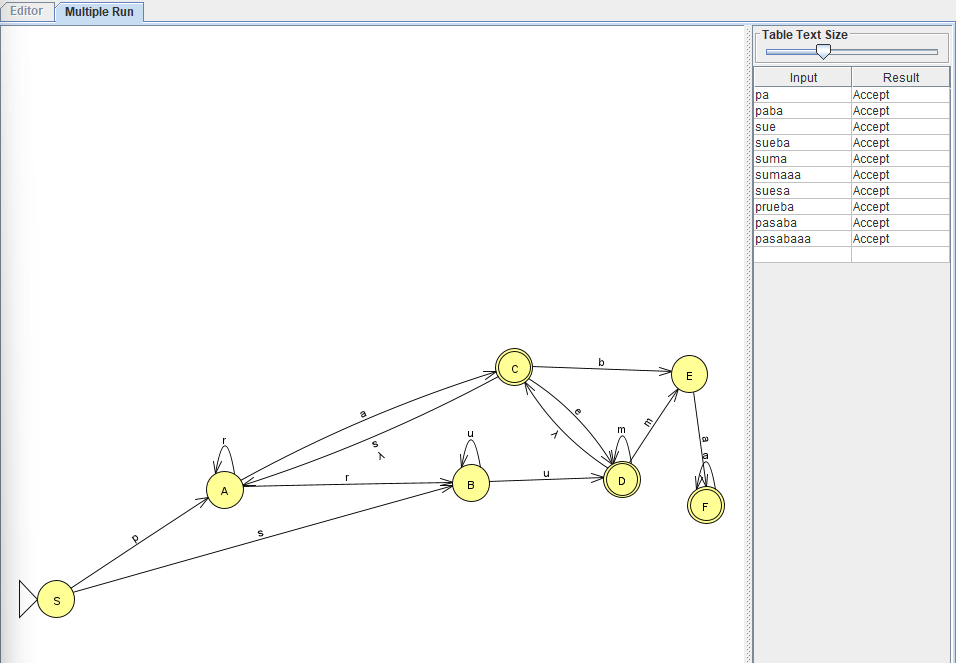 Editor Multiple Run
Table Text Size
Input Result
pa Accept
paba Accept
sue Accept
sueba Accept
suma Accept
sumaaa Accept
suesa Accept
prueba Accept
pasaba Accept
pasabaaa Accept
C
b
E
a
e
s
λ
λ
m
m
r
u
a
a
A
r
B
u
D
F
p
s
S